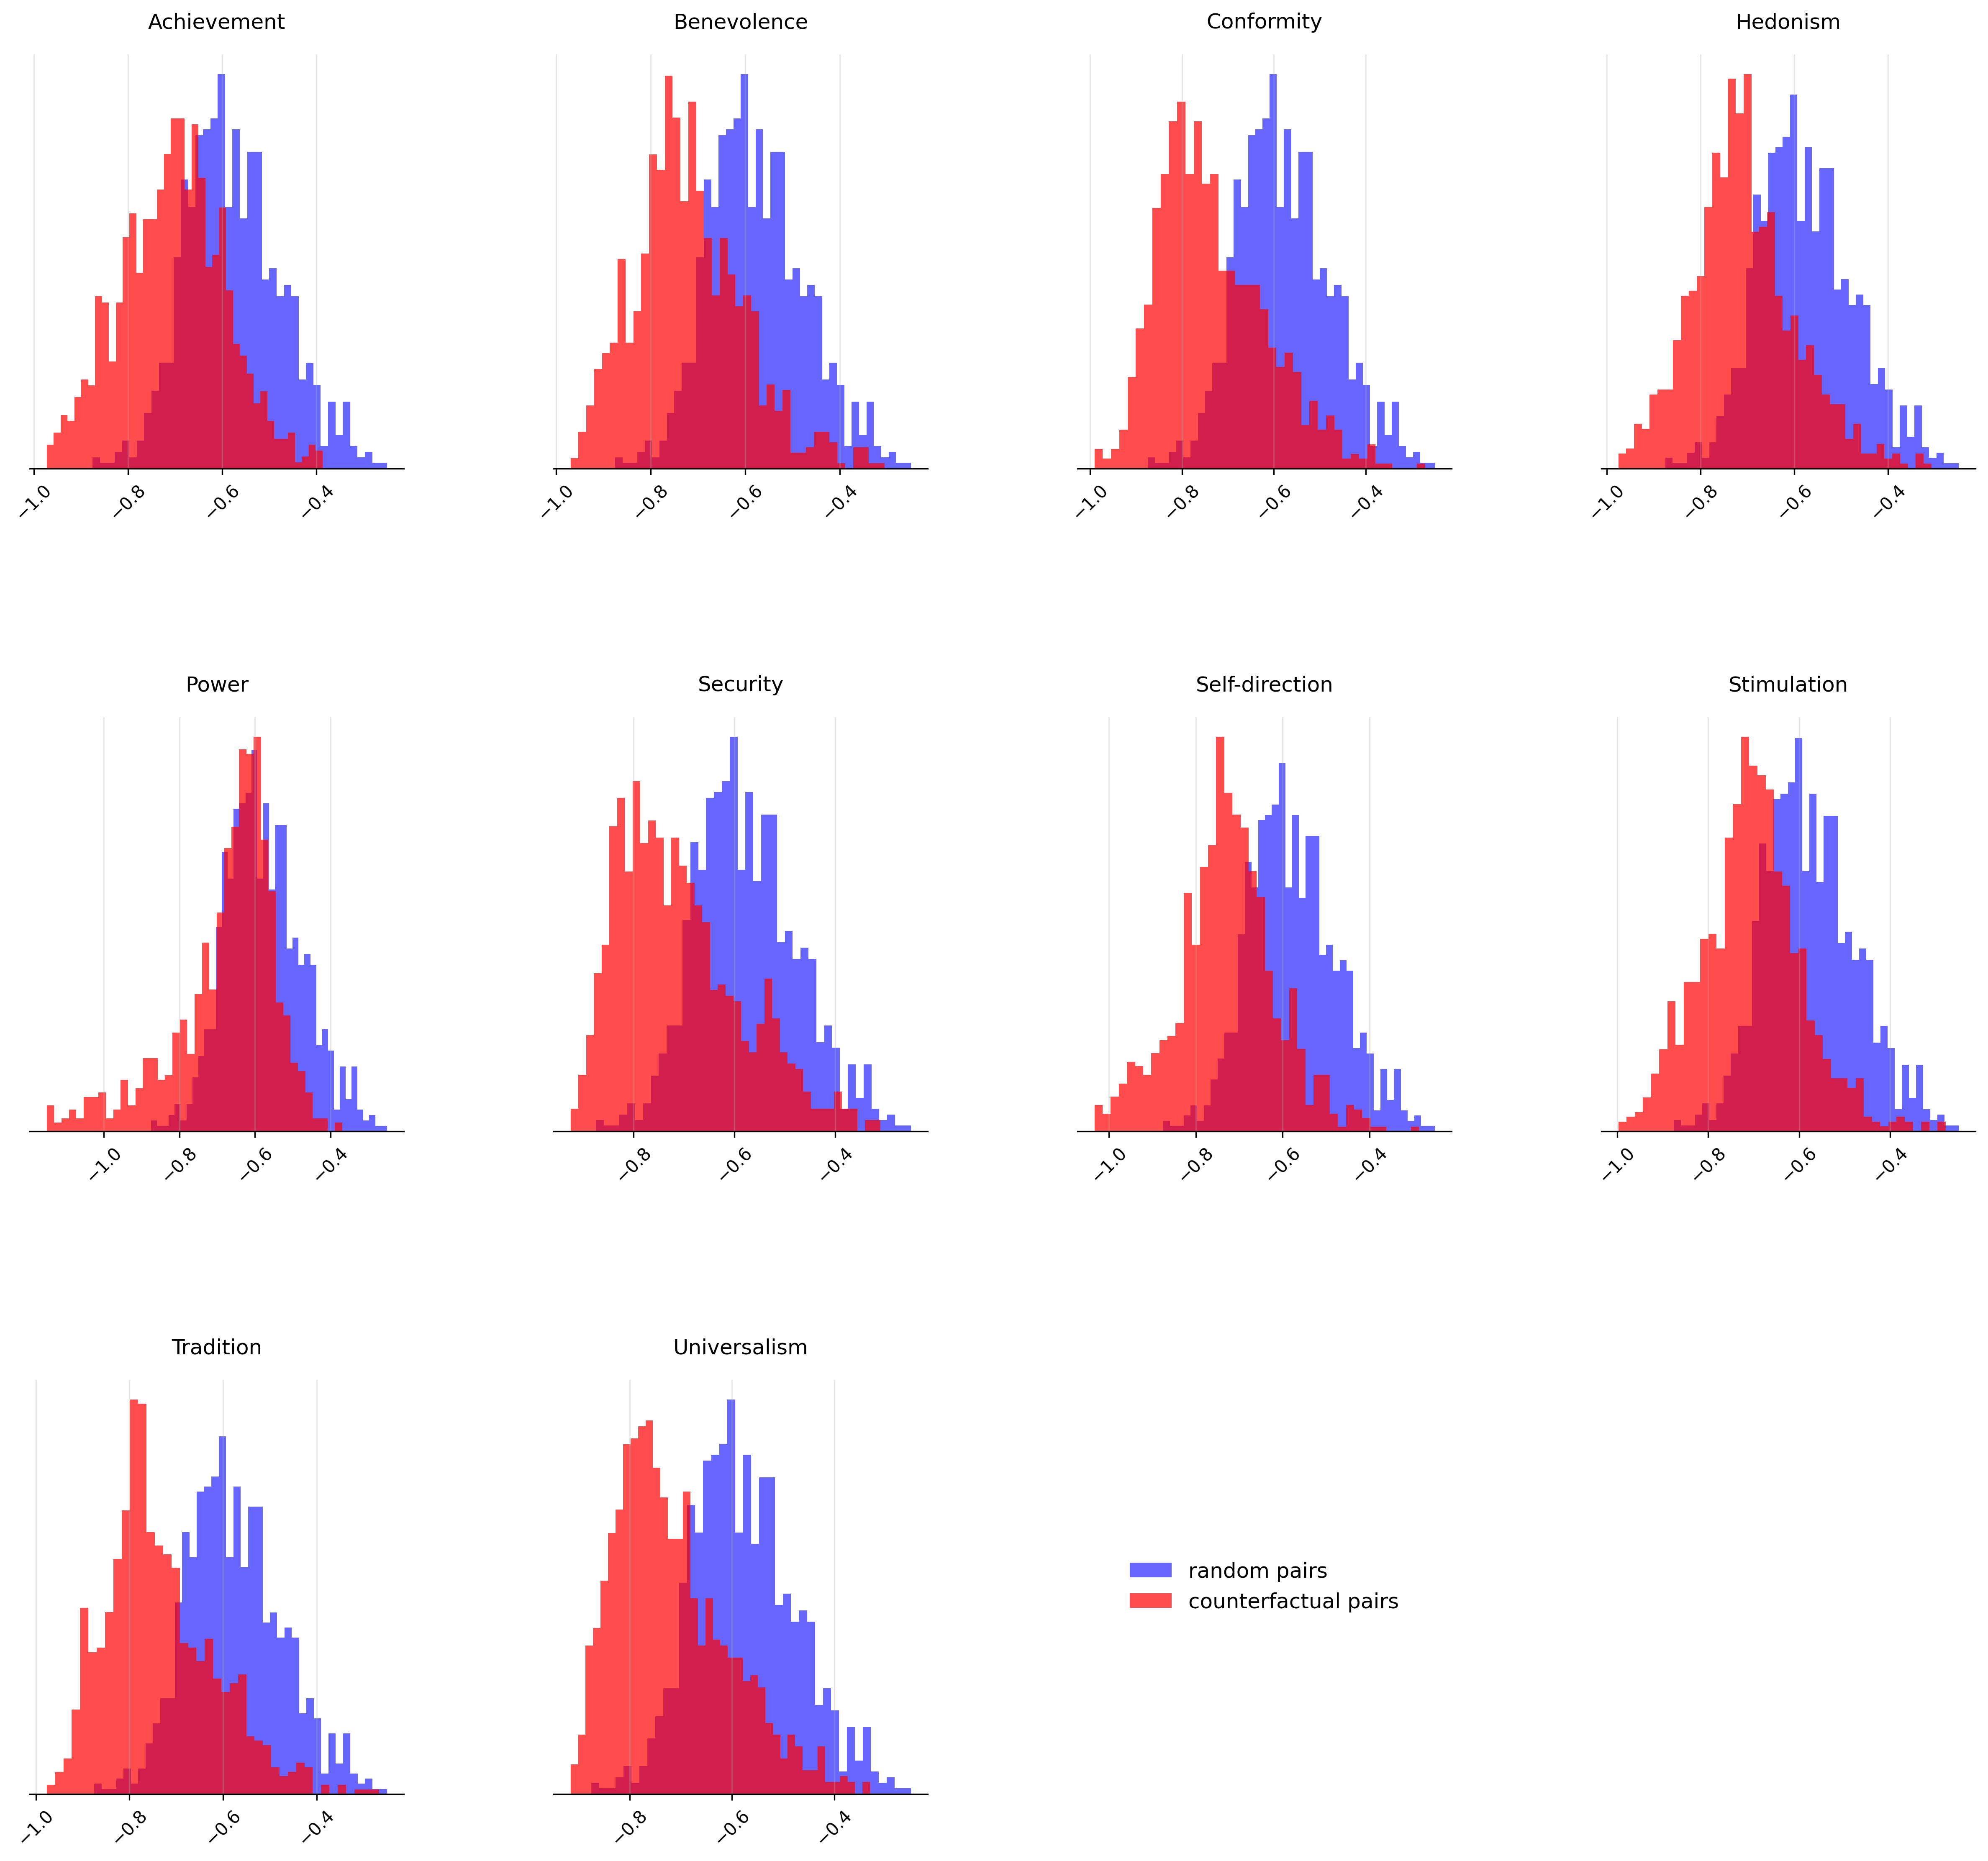 Achievement Benevolence Conformity Hedonism
−1.0 −0.8 −0.6 −0.4 −1.0 −0.8 −0.6 −0.4 −1.0 −0.8 −0.6 −0.4 −1.0 −0.8 −0.6 −0.4
Power Security Self-direction Stimulation
−1.0 −0.8 −0.6 −0.4 −0.8 −0.6 −0.4 −1.0 −0.8 −0.6 −0.4 −1.0 −0.8 −0.6 −0.4
Tradition Universalism
random pairs
counterfactual pairs
−1.0 −0.8 −0.6 −0.4 −0.8 −0.6 −0.4